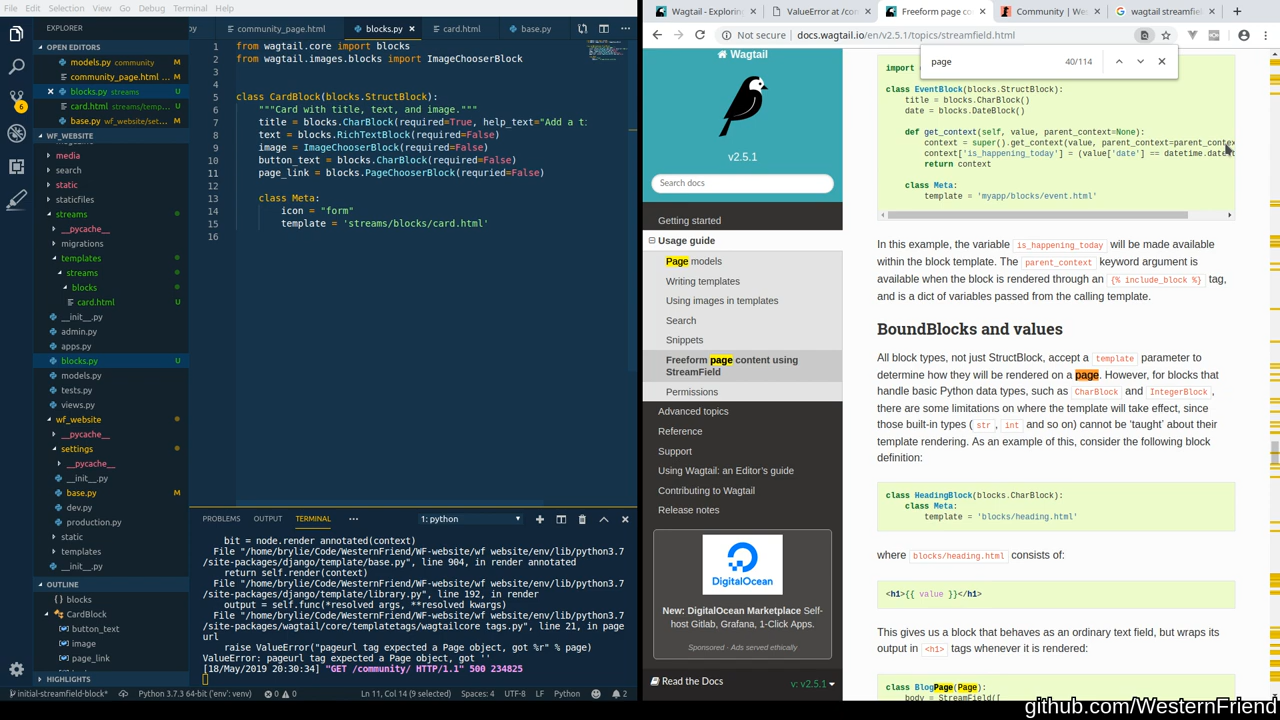 File Edit Selection View Go Debug Terminal Help
EXPLORER
OPEN EDITORS
models.py community M
community_page.html ... M
blocks.py streams U
card.html streams/temp... U
base.py wf_website/set... M
WF_WEBSITE
media
search
static
staticfiles
streams
__pycache__
migrations
templates
streams
blocks
card.html U
__init__.py
admin.py
apps.py
blocks.py U
models.py
tests.py
views.py
wf_website
__pycache__
settings
__pycache__
__init__.py
base.py M
dev.py
production.py
static
templates
__init__.py
OUTLINE
blocks
CardBlock
button_text
image
page_link
HIGHLIGHTS
6
py community_page.html blocks.py card.html base.py
1 from wagtail.core import blocks
2 from wagtail.images.blocks import ImageChooserBlock
3
4
5 class CardBlock(blocks.StructBlock):
6 """Card with title, text, and image."""
7 title = blocks.CharBlock(required=True, help_text="Add a ti
8 text = blocks.RichTextBlock(required=False)
9 image = ImageChooserBlock(required=False)
10 button_text = blocks.CharBlock(required=False)
11 page_link = blocks.PageChooserBlock(requried=False)
12
13 class Meta:
14 icon = "form"
15 template = 'streams/blocks/card.html'
16
PROBLEMS OUTPUT TERMINAL ... 1: python
bit = node.render annotated(context)
File "/home/brylie/Code/WesternFriend/WF-website/wf website/env/lib/python3.7
/site-packages/django/template/base.py", line 904, in render annotated
return self.render(context)
File "/home/brylie/Code/WesternFriend/WF-website/wf website/env/lib/python3.7
/site-packages/django/template/library.py", line 192, in render
output = self.func(*resolved args, **resolved kwargs)
File "/home/brylie/Code/WesternFriend/WF-website/wf website/env/lib/python3.7
/site-packages/wagtail/core/templatetags/wagtailcore tags.py", line 21, in page
url
raise ValueError("pageurl tag expected a Page object, got %r" % page)
ValueError: pageurl tag expected a Page object, got ''
[18/May/2019 20:30:34] "GET /community/ HTTP/1.1" 500 234825
initial-streamfield-block* Python 3.7.3 64-bit ('env': venv) 0 0 Ln 11, Col 14 (9 selected) Spaces: 4 UTF-8 LF Python 2
Wagtail - Explorin ValueError at /com Freeform page co Community | We wagtail streamfiel
Not secure | docs.wagtail.io/en/v2.5.1/topics/streamfield.html
page 40/114
Wagtail
v2.5.1
Search docs
Getting started
Usage guide
Page models
Writing templates
Using images in templates
Search
Snippets
Freeform page content using
StreamField
Permissions
Advanced topics
Reference
Support
Using Wagtail: an Editor's guide
Contributing to Wagtail
Release notes
DigitalOcean
New: DigitalOcean Marketplace Self-
host Gitlab, Grafana, 1-Click Apps.
Sponsored · Ads served ethically
Read the Docs v: v2.5.1
class EventBlock(blocks.StructBlock):
title = blocks.CharBlock()
date = blocks.DateBlock()
def get_context(self, value, parent_context=None):
context = super().get_context(value, parent_context=parent_contex
context['is_happening_today'] = (value['date'] == datetime.date
return context
class Meta:
template = 'myapp/blocks/event.html'
In this example, the variable is_happening_today will be made available
within the block template. The parent_context keyword argument is
available when the block is rendered through an {% include_block %} tag,
and is a dict of variables passed from the calling template.
BoundBlocks and values
All block types, not just StructBlock, accept a template parameter to
determine how they will be rendered on a page. However, for blocks that
handle basic Python data types, such as CharBlock and IntegerBlock ,
there are some limitations on where the template will take effect, since
those built-in types ( str , int and so on) cannot be 'taught' about their
template rendering. As an example of this, consider the following block
definition:
class HeadingBlock(blocks.CharBlock):
class Meta:
template = 'blocks/heading.html'
where blocks/heading.html consists of:
<h1>{{ value }}</h1>
This gives us a block that behaves as an ordinary text field, but wraps its
output in <h1> tags whenever it is rendered:
class BlogPage(Page):
body = StreamField([
github.com/WesternFriend